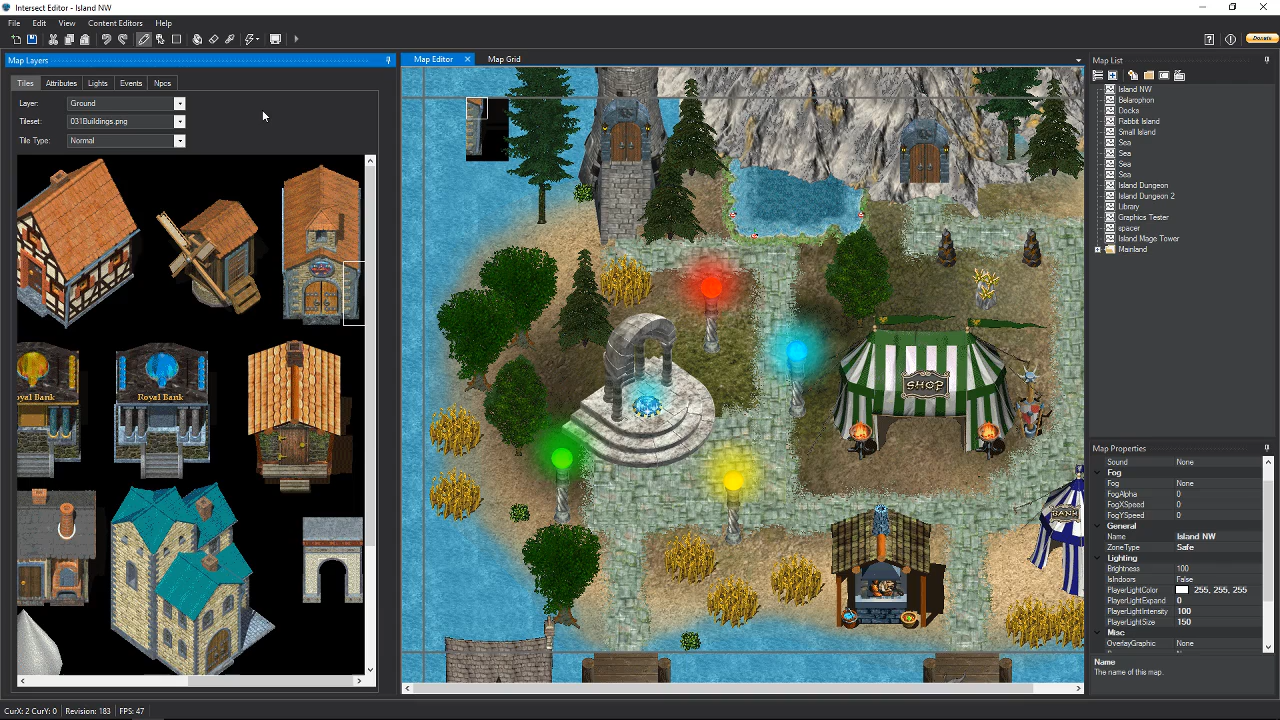 Intersect Editor - Island NW
File Edit View Content Editors Help
Donate
Map Layers
Tiles Attributes Lights Events Npcs
Layer: Ground
Tileset: 031Buildings.png
Tile Type: Normal
oyal Bank
Royal Bank
Map Editor Map Grid
SHOP
BANK
Map List
Island NW
Belarophon
Docks
Rabbit Island
Small Island
Sea
Sea
Sea
Sea
Island Dungeon
Island Dungeon 2
Library
Graphics Tester
spacer
Island Mage Tower
Mainland
Map Properties
Sound None
Fog
Fog None
FogAlpha 0
FogXSpeed 0
FogYSpeed 0
General
Name Island NW
ZoneType Safe
Lighting
Brightness 100
IsIndoors False
PlayerLightColor 255, 255, 255
PlayerLightExpand 0
PlayerLightIntensity 100
PlayerLightSize 150
Misc
OverlayGraphic None
Name
The name of this map.
CurX: 2 CurY: 0 Revision: 183 FPS: 47